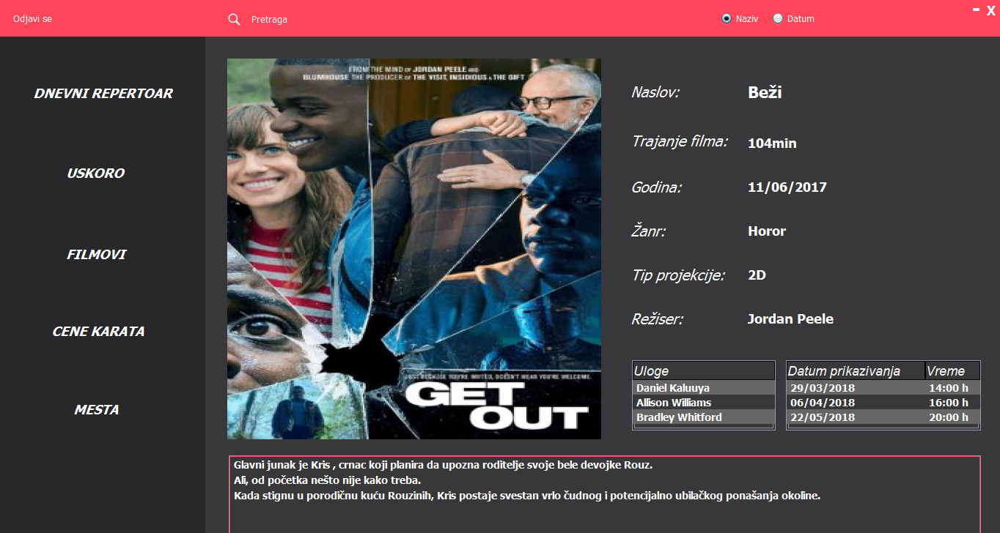 Odjavi se
Pretraga
Naziv
Datum
- X
DNEVNI REPERTOAR
USKORO
FILMOVI
CENE KARATA
MESTA
FROM THE MIND OF JORDAN PEELE AND
BLUMHOUSE THE PRODUCER OF THE VISIT, INSIDIOUS & THE GIFT
JUST BECAUSE YOU'RE INVITED, DOESN'T MEAN YOU'RE WELCOME.
GET
OUT
Naslov: Beži
Trajanje filma: 104min
Godina: 11/06/2017
Žanr: Horor
Tip projekcije: 2D
Režiser: Jordan Peele
Uloge
Daniel Kaluuya
Allison Williams
Bradley Whitford
Datum prikazivanja Vreme
29/03/2018 14:00 h
06/04/2018 16:00 h
22/05/2018 20:00 h
Glavni junak je Kris , crnac koji planira da upozna roditelje svoje bele devojke Rouz.
Ali, od početka nešto nije kako treba.
Kada stignu u porodičnu kuću Rouzinih, Kris postaje svestan vrlo čudnog i potencijalno ubilačkog ponašanja okoline.